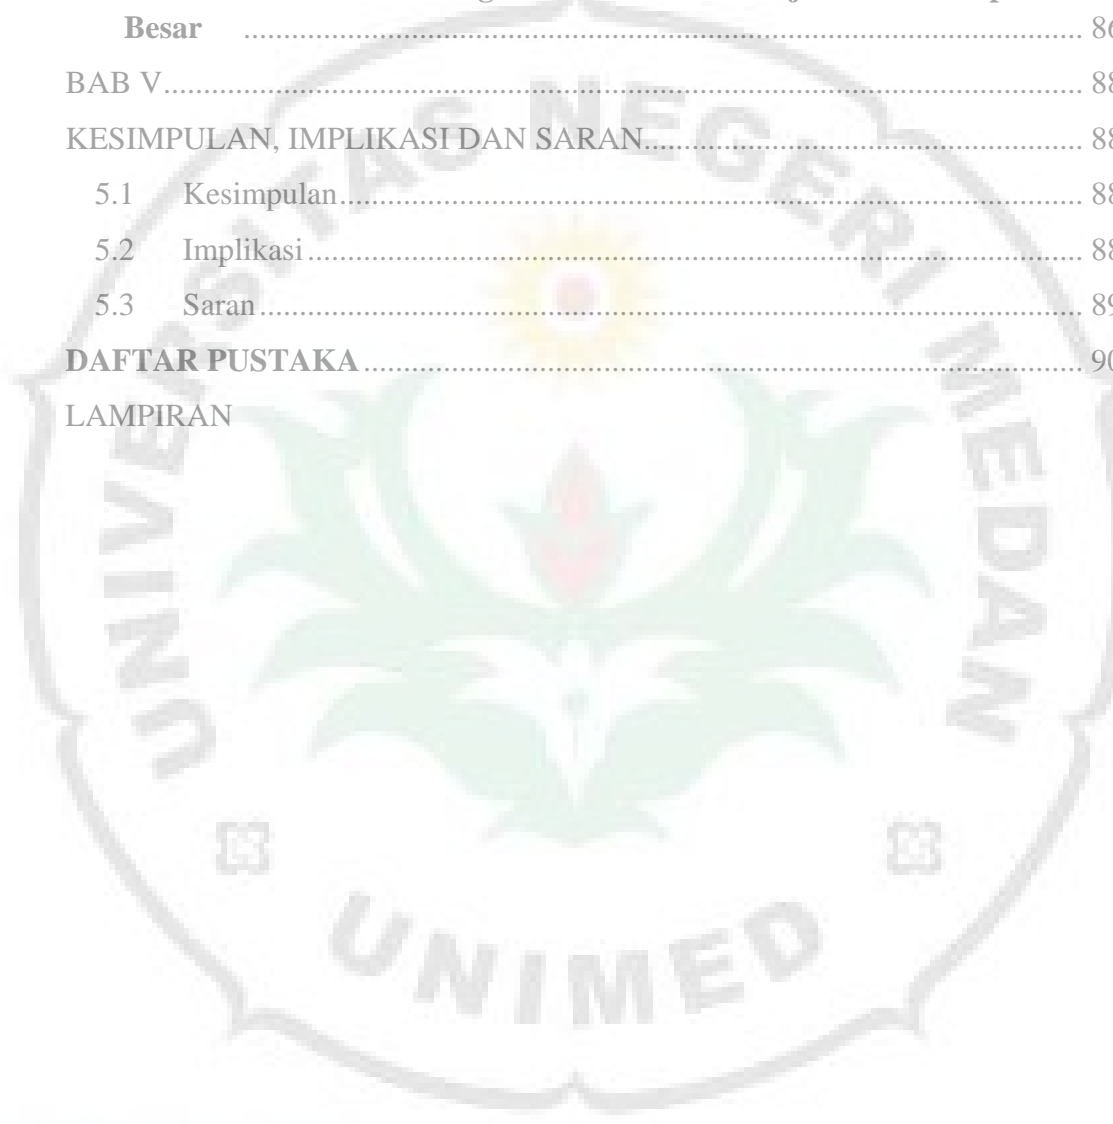 Besar ........ 86
BAB V ........ 88
KESIMPULAN, IMPLIKASI DAN SARAN ........ 88
5.1 Kesimpulan ........ 88
5.2 Implikasi ........ 88
5.3 Saran ........ 89
DAFTAR PUSTAKA ........ 90
LAMPIRAN
UNIVERSITAS NEGERI MEDAN
UNIMED